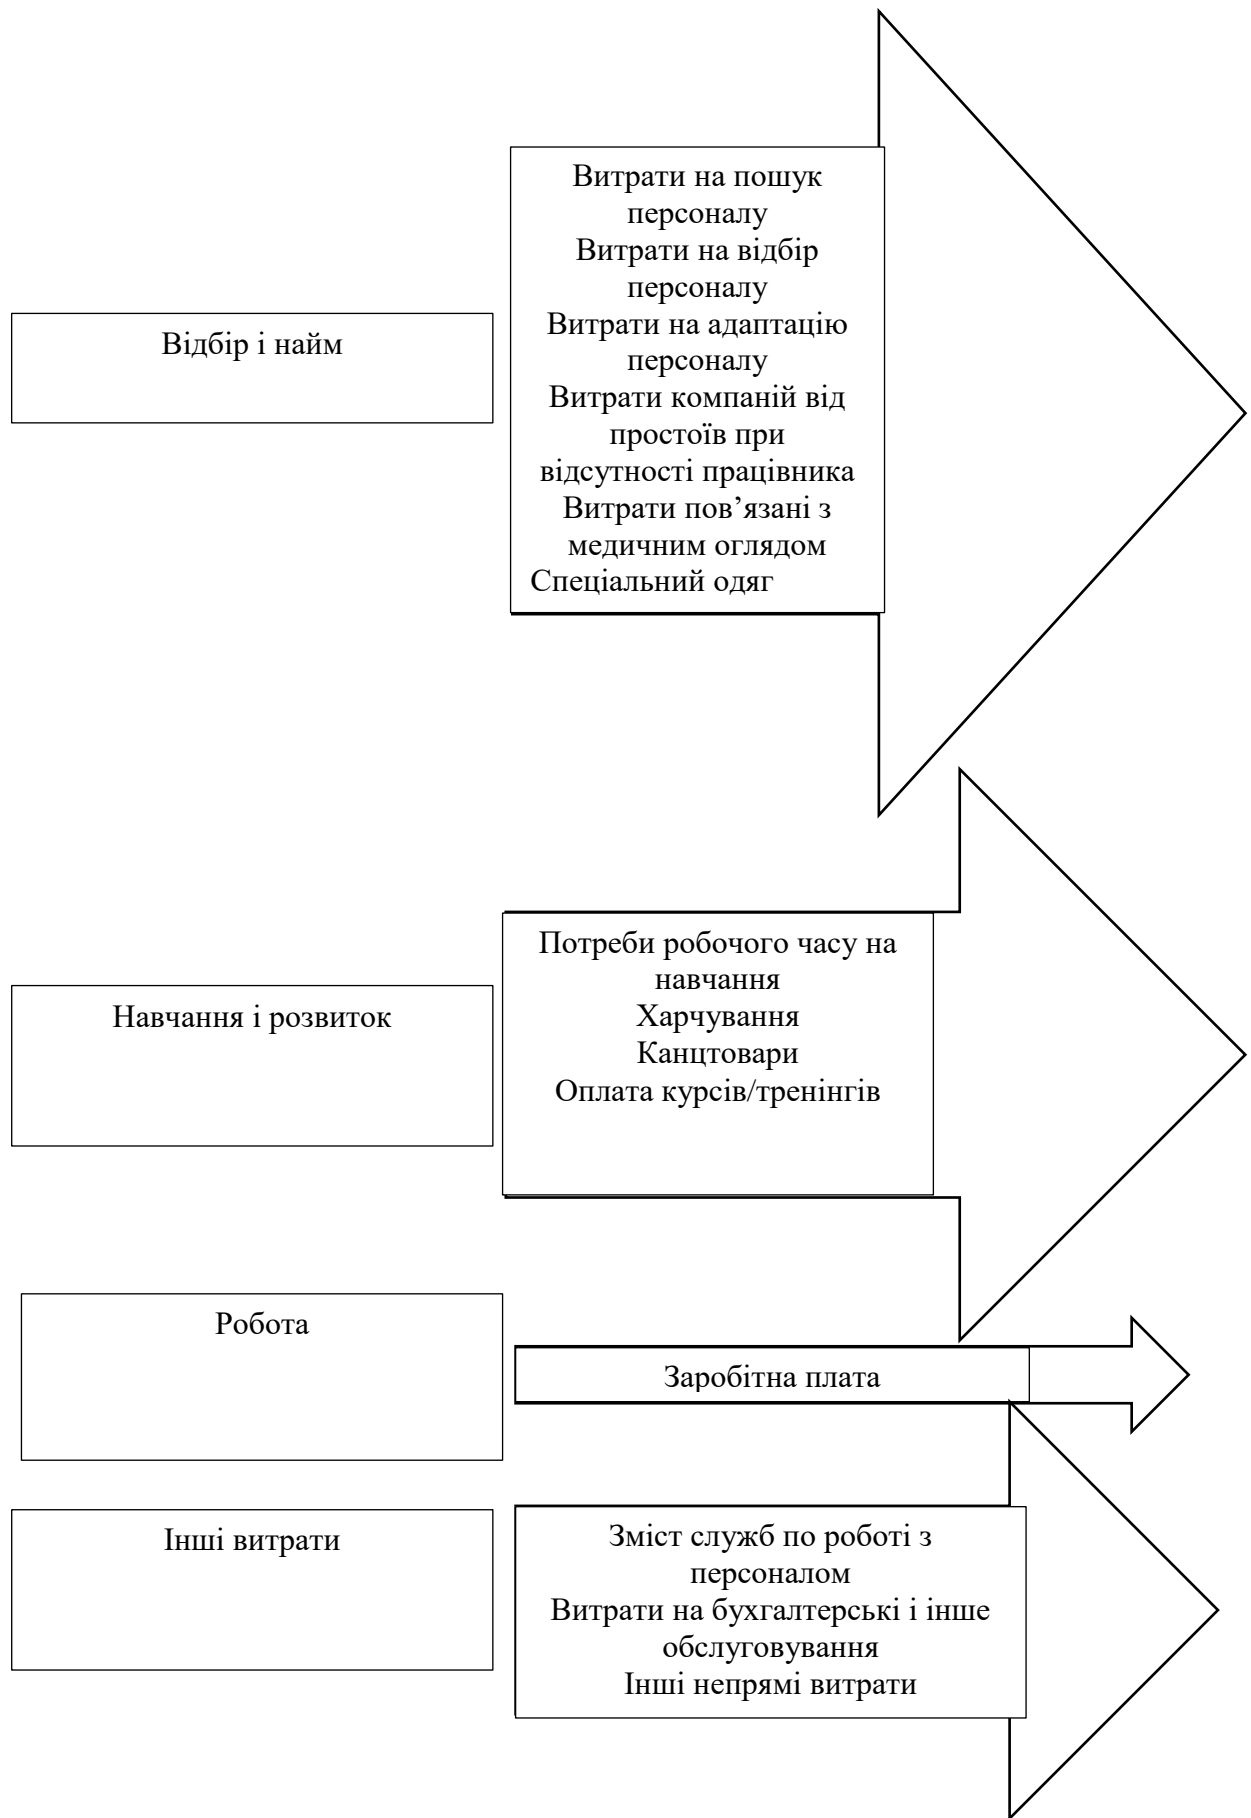 Відбір і найм
Витрати на пошук
персоналу
Витрати на відбір
персоналу
Витрати на адаптацію
персоналу
Витрати компаній від
простоїв при
відсутності працівника
Витрати пов’язані з
медичним оглядом
Спеціальний одяг
Навчання і розвиток
Потреби робочого часу на
навчання
Харчування
Канцтовари
Оплата курсів/тренінгів
Робота
Заробітна плата
Інші витрати
Зміст служб по роботі з
персоналом
Витрати на бухгалтерські і інше
обслуговування
Інші непрямі витрати